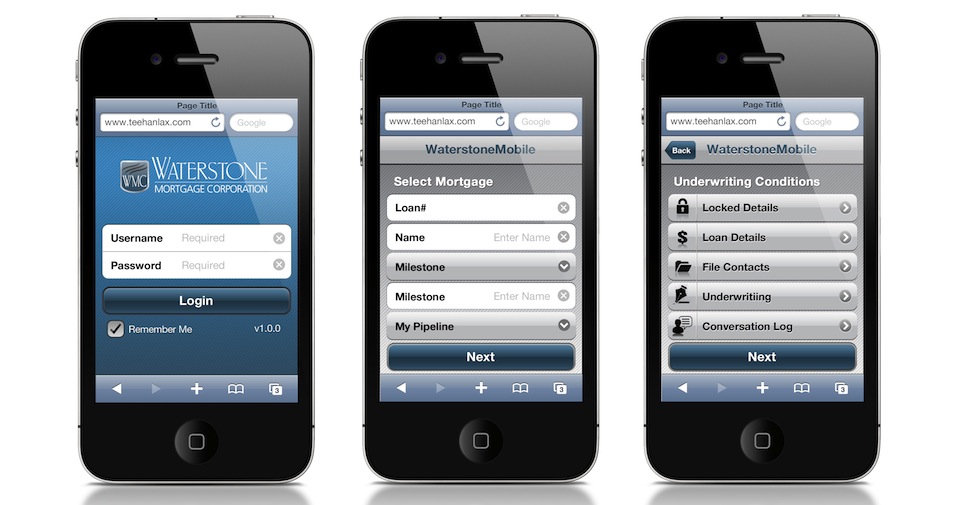 Page Title
www.teehanlax.com
Google
WMC
WATERSTONE
MORTGAGE CORPORATION
Username Required
Password Required
Login
Remember Me v1.0.0
3
Page Title
www.teehanlax.com
Google
WaterstoneMobile
Select Mortgage
Loan#
Name Enter Name
Milestone
Milestone Enter Name
My Pipeline
Next
3
Page Title
www.teehanlax.com
Google
Back WaterstoneMobile
Underwriting Conditions
Locked Details
$ Loan Details
File Contacts
Underwritiing
Conversation Log
Next
3